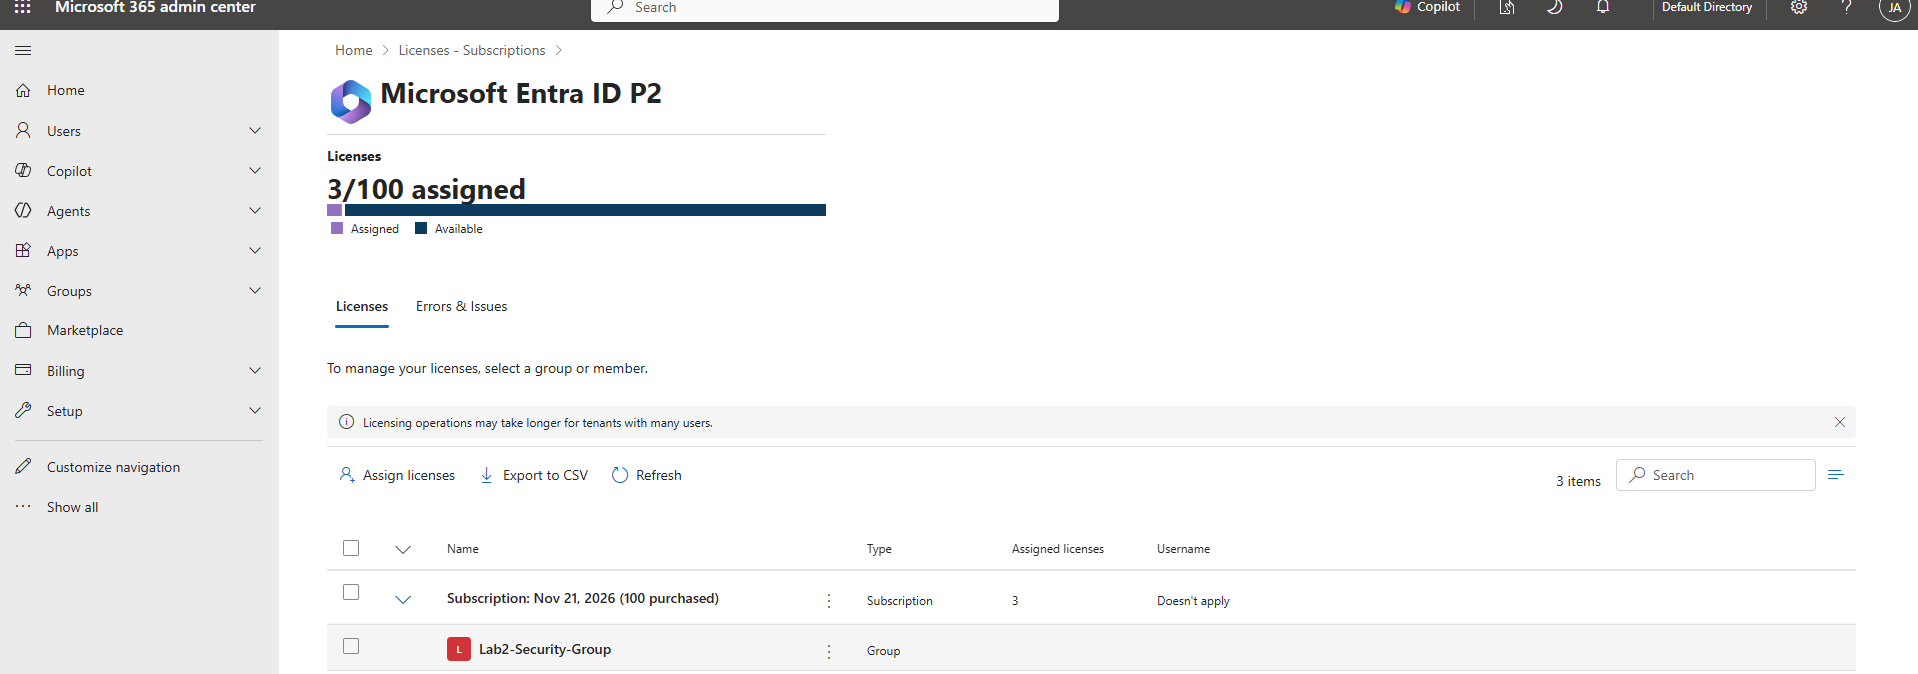 Microsoft 365 admin center
Search
Copilot
Default Directory
JA
Home
Users
Copilot
Agents
Apps
Groups
Marketplace
Billing
Setup
Customize navigation
Show all
Home > Licenses - Subscriptions >
Microsoft Entra ID P2
Licenses
3/100 assigned
Assigned Available
Licenses Errors & Issues
To manage your licenses, select a group or member.
Licensing operations may take longer for tenants with many users.
Assign licenses Export to CSV Refresh
3 items Search
Name Type Assigned licenses Username
Subscription: Nov 21, 2026 (100 purchased) Subscription 3 Doesn't apply
L Lab2-Security-Group Group